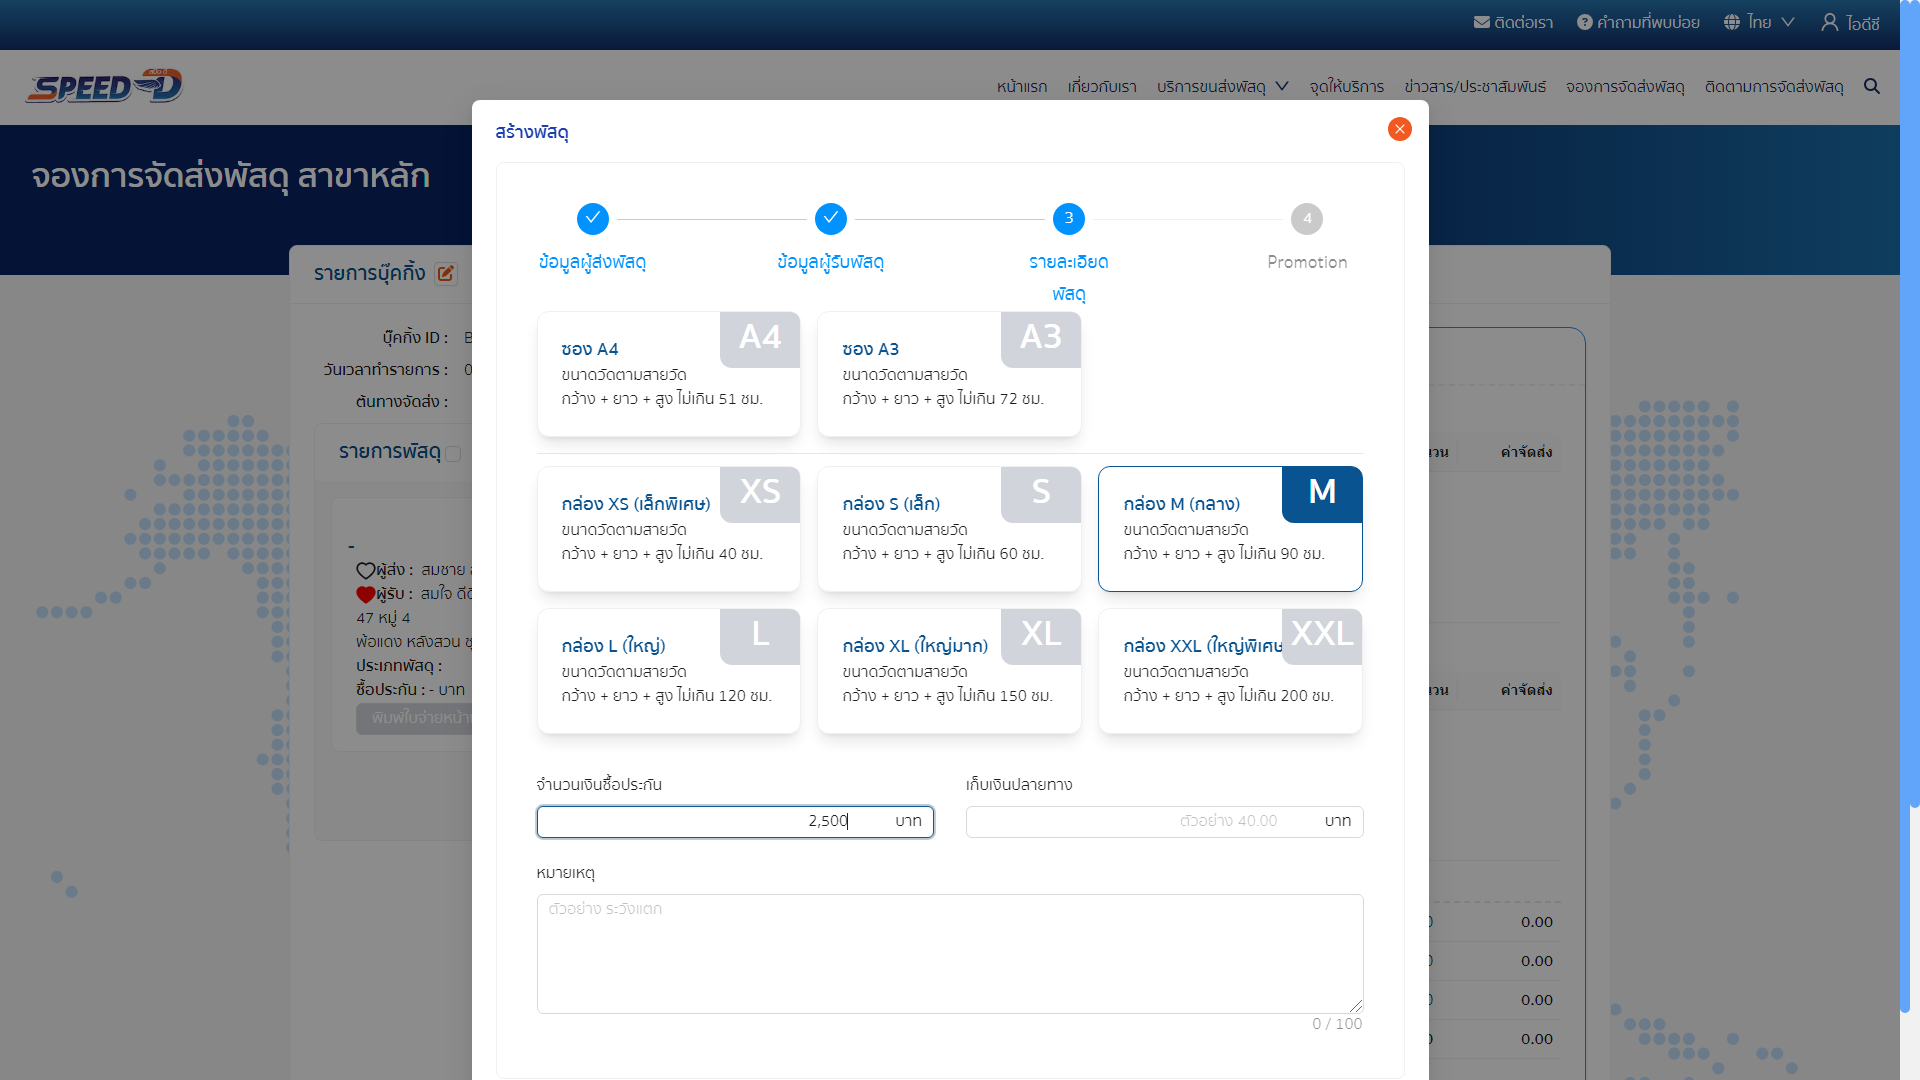 ติดต่อเรา
คำถามที่พบบ่อย
ไทย
ไอดีซี
SPEED D
หน้าแรก
เกี่ยวกับเรา
บริการขนส่งพัสดุ
จุดให้บริการ
ข่าวสาร/ประชาสัมพันธ์
จองการจัดส่งพัสดุ
ติดตามการจัดส่งพัสดุ
จองการจัดส่งพัสดุ สาขาหลัก
รายการบุ๊คกิ้ง
บุ๊คกิ้ง ID :
วันเวลาทำรายการ : 0
ต้นทางจัดส่ง :
รายการพัสดุ
-
ผู้ส่ง : สมชาย
ผู้รับ : สมใจ
47 หมู่ 4
พ้อแดง หลังสวน
ประเภทพัสดุ :
ซื้อประกัน : - บาท
พิมพ์ใบจ่ายหน้า
สร้างพัสดุ
3
4
ข้อมูลผู้ส่งพัสดุ
ข้อมูลผู้รับพัสดุ
รายละเอียด
พัสดุ
Promotion
ซอง A4
A4
ขนาดวัดตามสายวัด
กว้าง + ยาว + สูง ไม่เกิน 51 ซม.
ซอง A3
A3
ขนาดวัดตามสายวัด
กว้าง + ยาว + สูง ไม่เกิน 72 ซม.
กล่อง XS (เล็กพิเศษ)
XS
ขนาดวัดตามสายวัด
กว้าง + ยาว + สูง ไม่เกิน 40 ซม.
กล่อง S (เล็ก)
S
ขนาดวัดตามสายวัด
กว้าง + ยาว + สูง ไม่เกิน 60 ซม.
กล่อง M (กลาง)
M
ขนาดวัดตามสายวัด
กว้าง + ยาว + สูง ไม่เกิน 90 ซม.
กล่อง L (ใหญ่)
L
ขนาดวัดตามสายวัด
กว้าง + ยาว + สูง ไม่เกิน 120 ซม.
กล่อง XL (ใหญ่มาก)
XL
ขนาดวัดตามสายวัด
กว้าง + ยาว + สูง ไม่เกิน 150 ซม.
กล่อง XXL (ใหญ่พิเศษ
XXL
ขนาดวัดตามสายวัด
กว้าง + ยาว + สูง ไม่เกิน 200 ซม.
จำนวนเงินซื้อประกัน
2,500 บาท
เก็บเงินปลายทาง
ตัวอย่าง 40.00 บาท
หมายเหตุ
ตัวอย่าง ระวังแตก
0 / 100
ค่าจัดส่ง
ค่าจัดส่ง
0.00
0.00
0.00
0.00